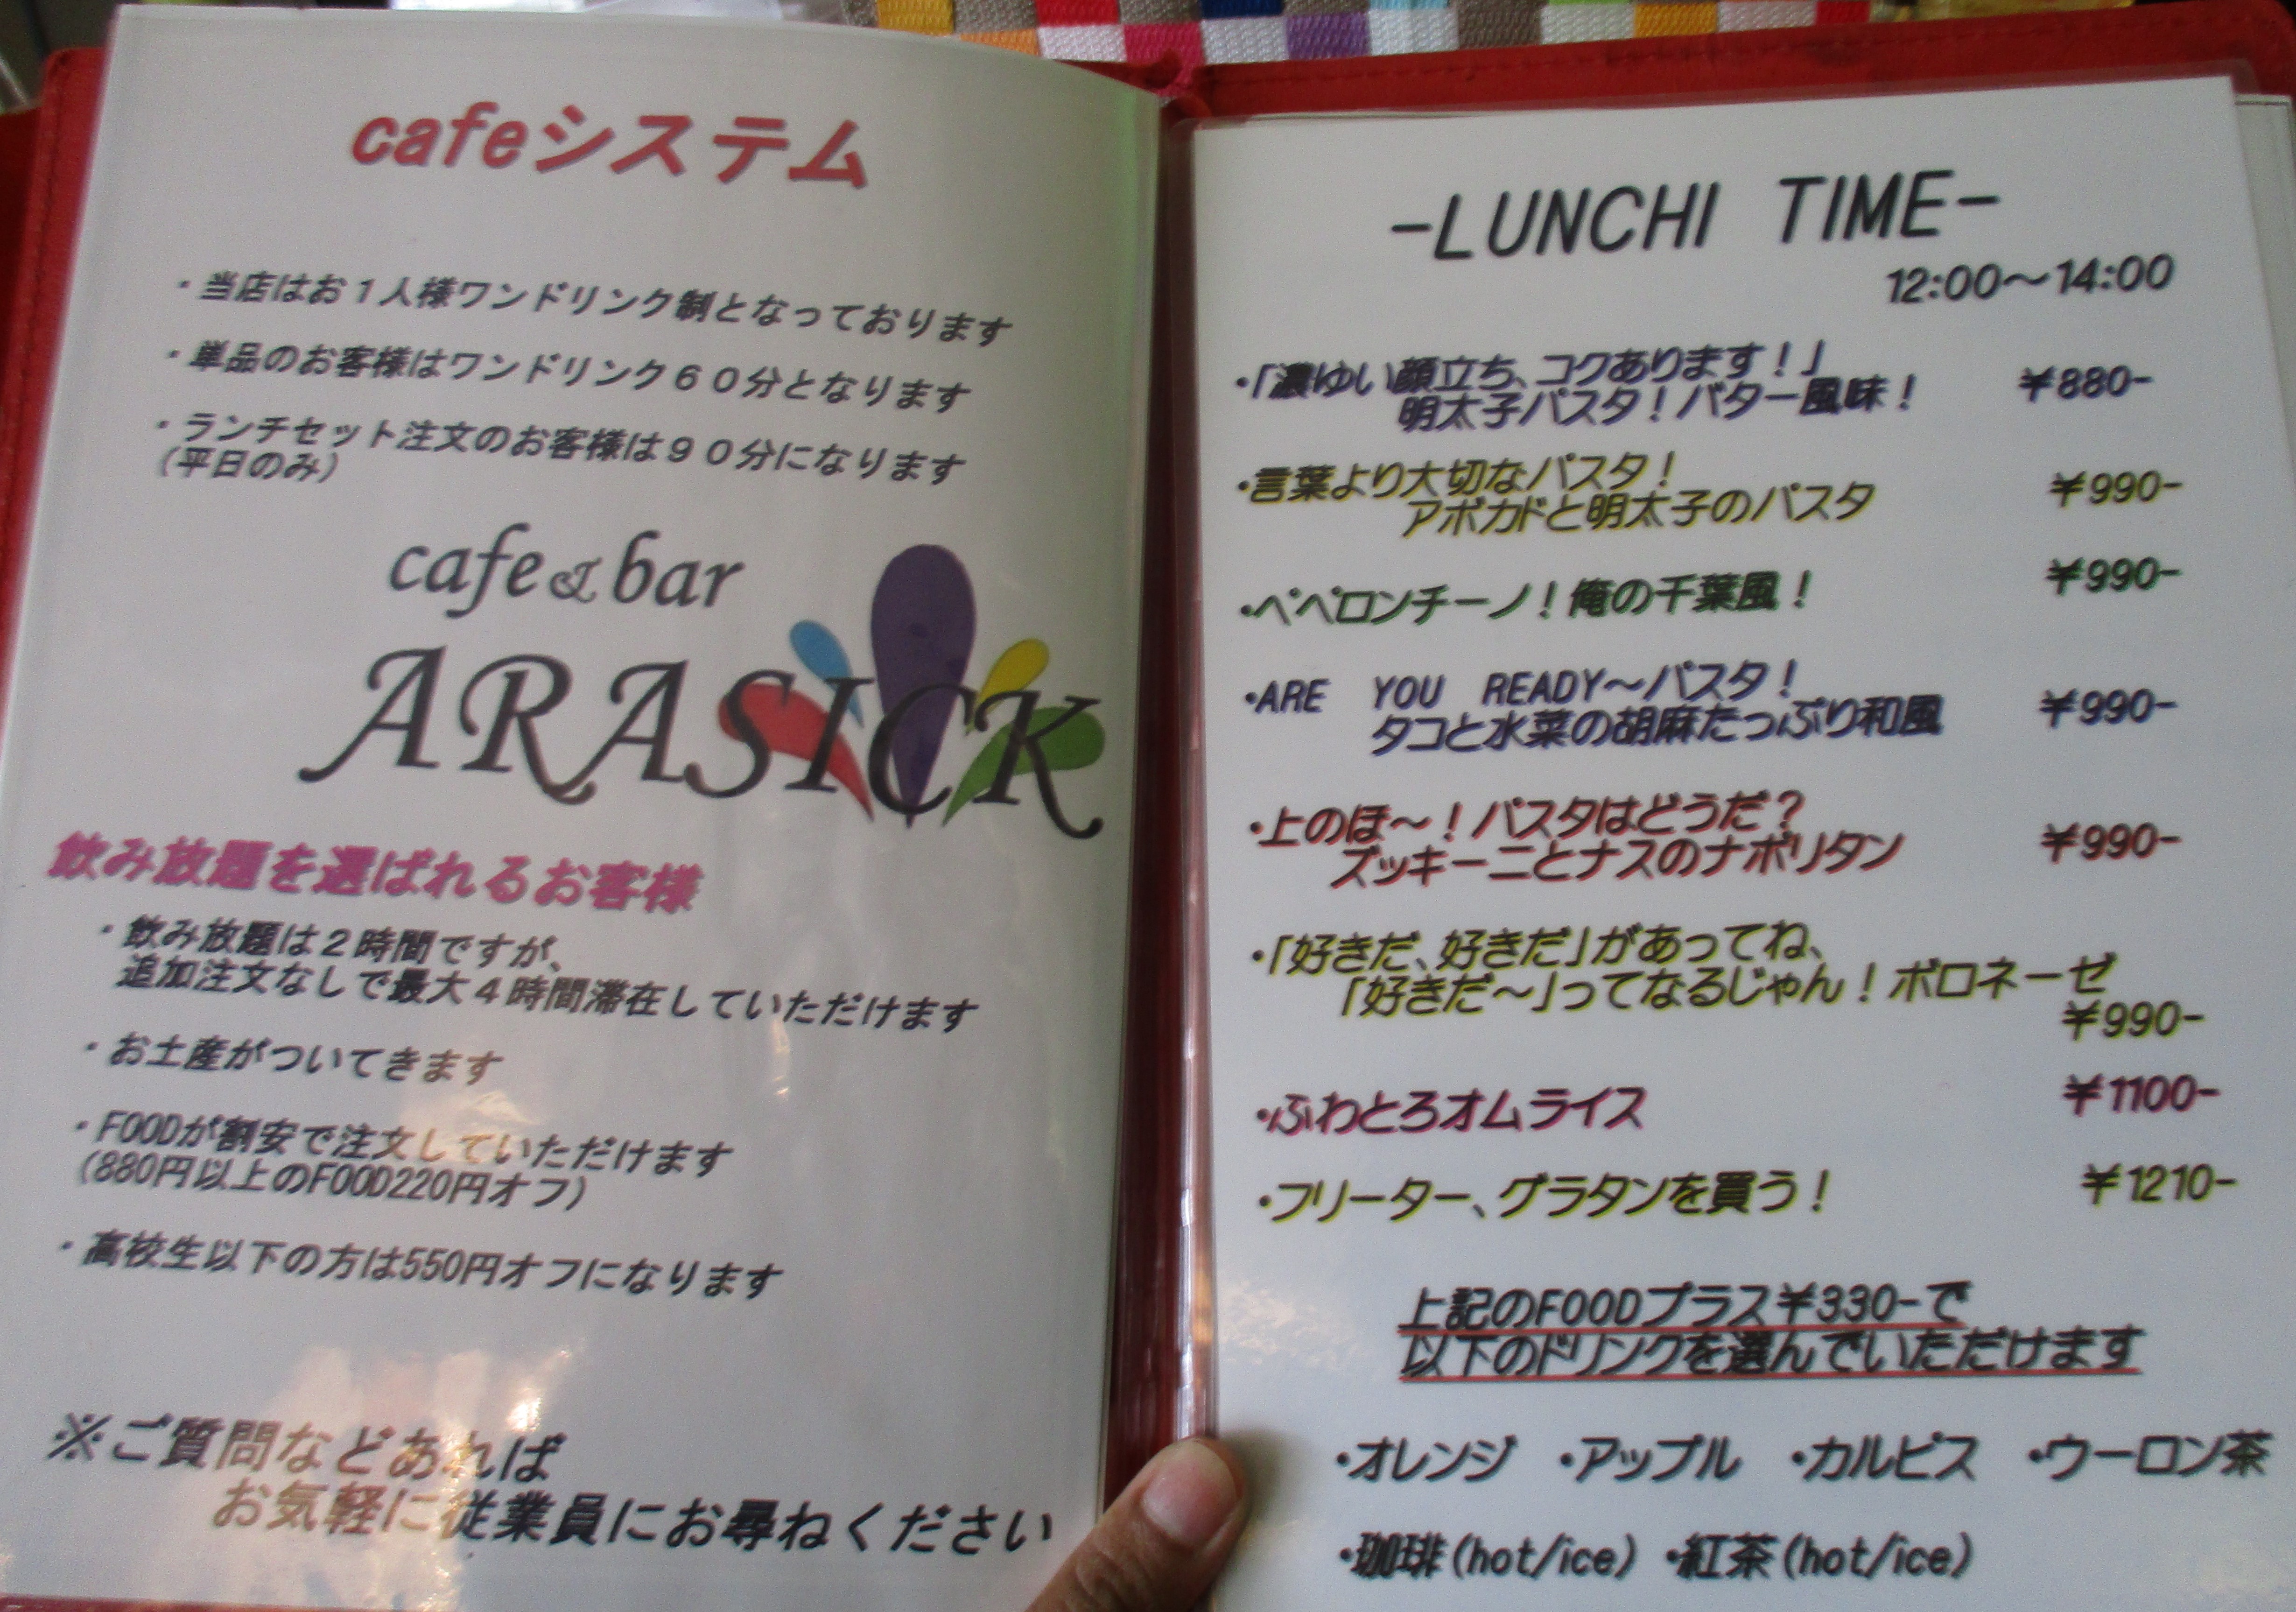 cafeシステム
・当店はお１人様ワンドリンク制となっております
・単品のお客様はワンドリンク６０分となります
・ランチセット注文のお客様は９０分になります
(平日のみ)
cafe & bar
ARASICK
飲み放題を選ばれるお客様
・飲み放題は２時間ですが、
追加注文なしで最大４時間滞在していただけます
・お土産がついてきます
・FOODが割安で注文していただけます
(880円以上のFOOD220円オフ)
・高校生以下の方は550円オフになります
※ご質問などあれば
お気軽に従業員にお尋ねください
-LUNCHI TIME-
12:00～14:00
・「濃ゆい顔立ち、コクあります！」
明太子パスタ！バター風味！ ￥880-
・言葉より大切なパスタ！
アボカドと明太子のパスタ ￥990-
・ペペロンチーノ！俺の千葉風！ ￥990-
・ARE YOU READY～パスタ！
タコと水菜の胡麻たっぷり和風 ￥990-
・上のほ～！パスタはどうだ？
ズッキーニとナスのナポリタン ￥990-
・「好きだ、好きだ」があってね、
「好きだ～」ってなるじゃん！ボロネーゼ
￥990-
・ふわとろオムライス ￥1100-
・フリーター、グラタンを買う！ ￥1210-
上記のFOODプラス￥330-で
以下のドリンクを選んでいただけます
・オレンジ ・アップル ・カルピス ・ウーロン茶
・珈琲(hot/ice) ・紅茶(hot/ice)